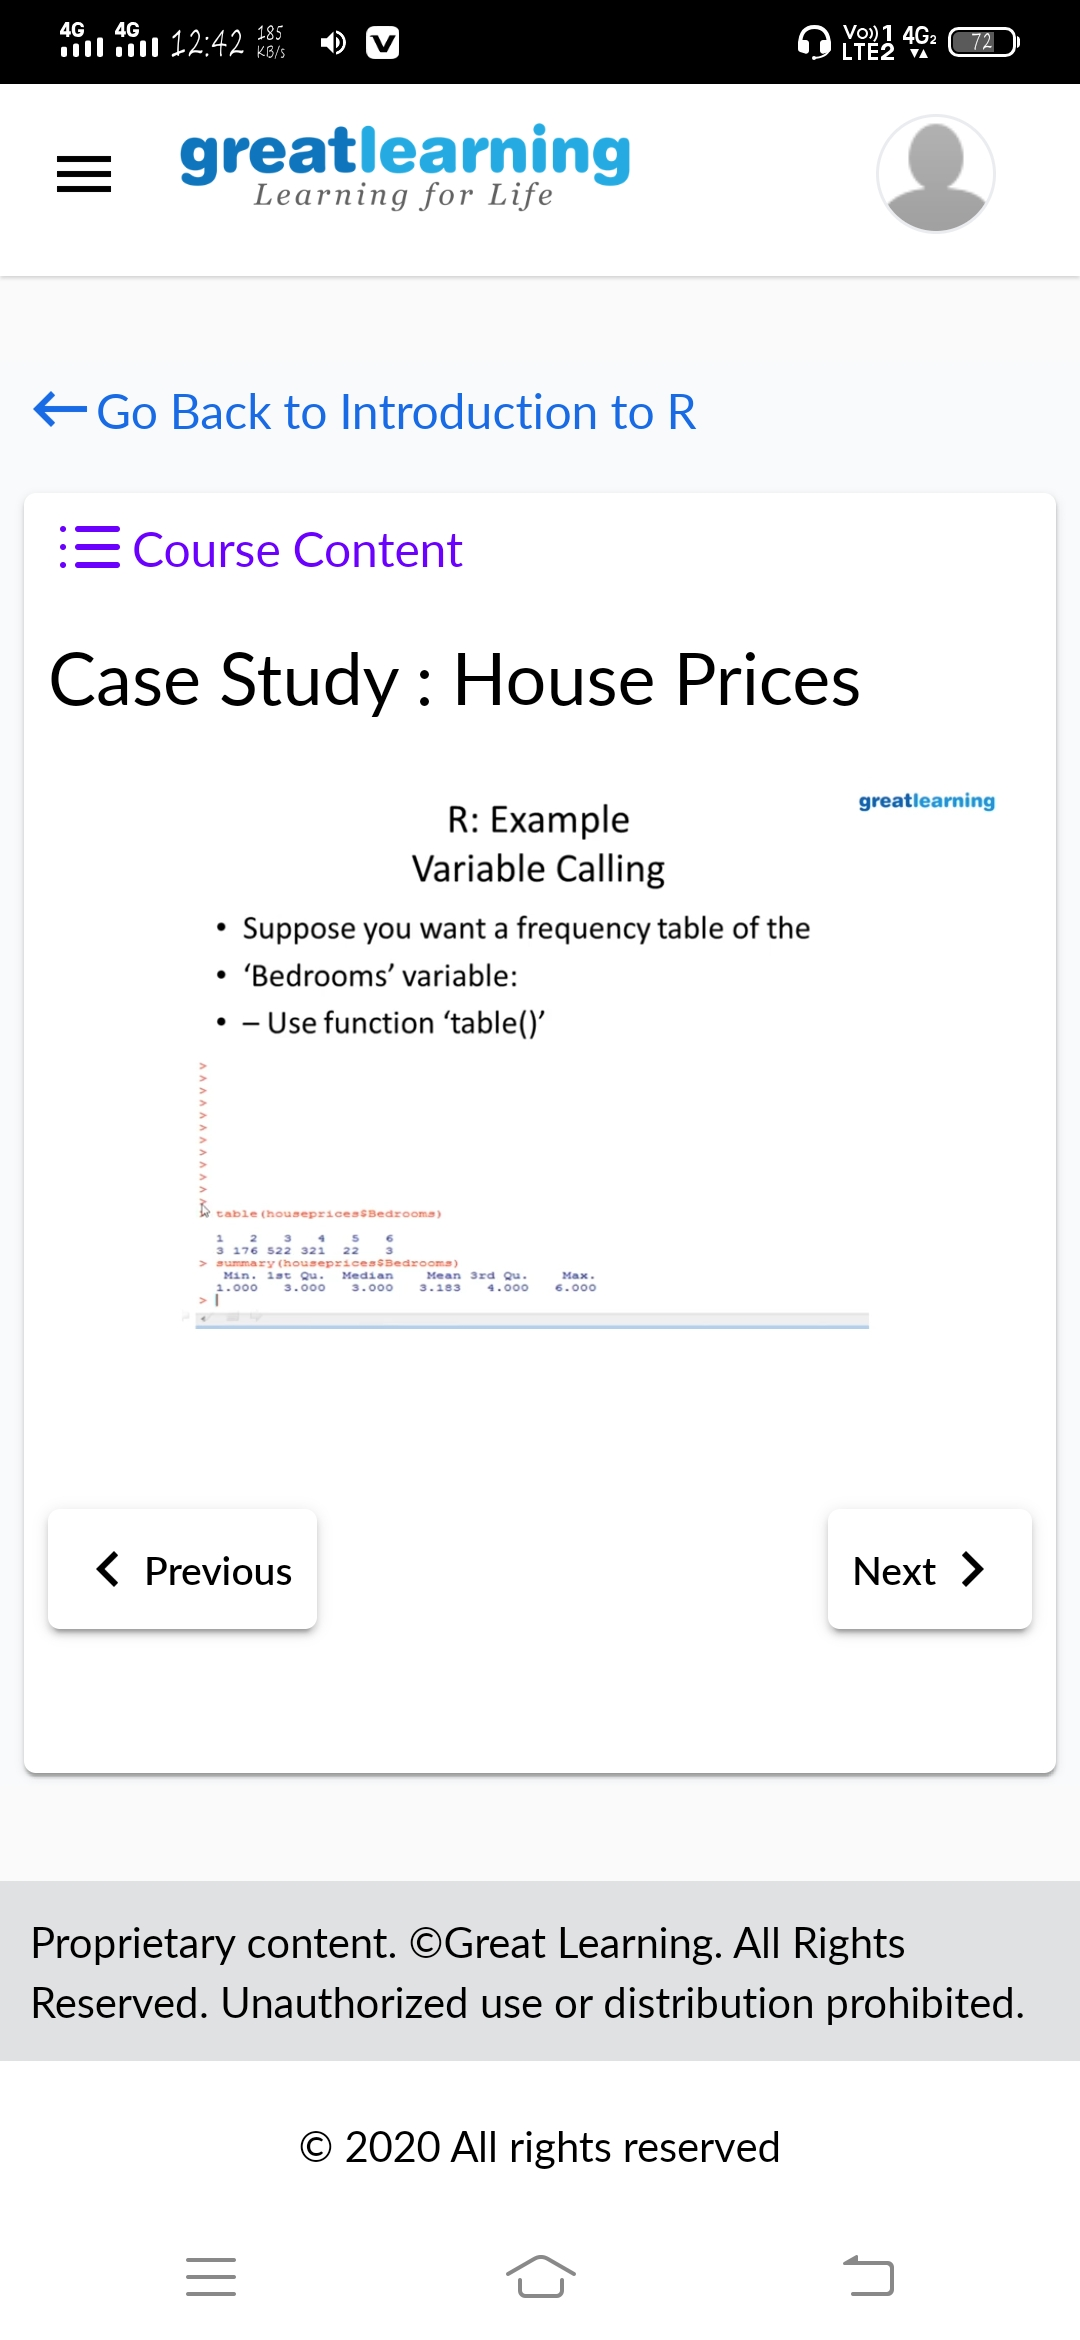 4G 4G 12:42 185 KB/s V Vo)) 1 LTE2 4G2 72
greatlearning
Learning for Life
Go Back to Introduction to R
Course Content
Case Study : House Prices
greatlearning
R: Example
Variable Calling
• Suppose you want a frequency table of the
• ‘Bedrooms’ variable:
• – Use function ‘table()’
>
>
>
>
>
>
>
>
>
>
>
>
table(houseprices$Bedrooms)
1 2 3 4 5 6
3 176 522 321 22 3
> summary(houseprices$Bedrooms)
Min. 1st Qu. Median Mean 3rd Qu. Max.
1.000 3.000 3.000 3.183 4.000 6.000
>
Previous
Next
Proprietary content. ©Great Learning. All Rights
Reserved. Unauthorized use or distribution prohibited.
© 2020 All rights reserved